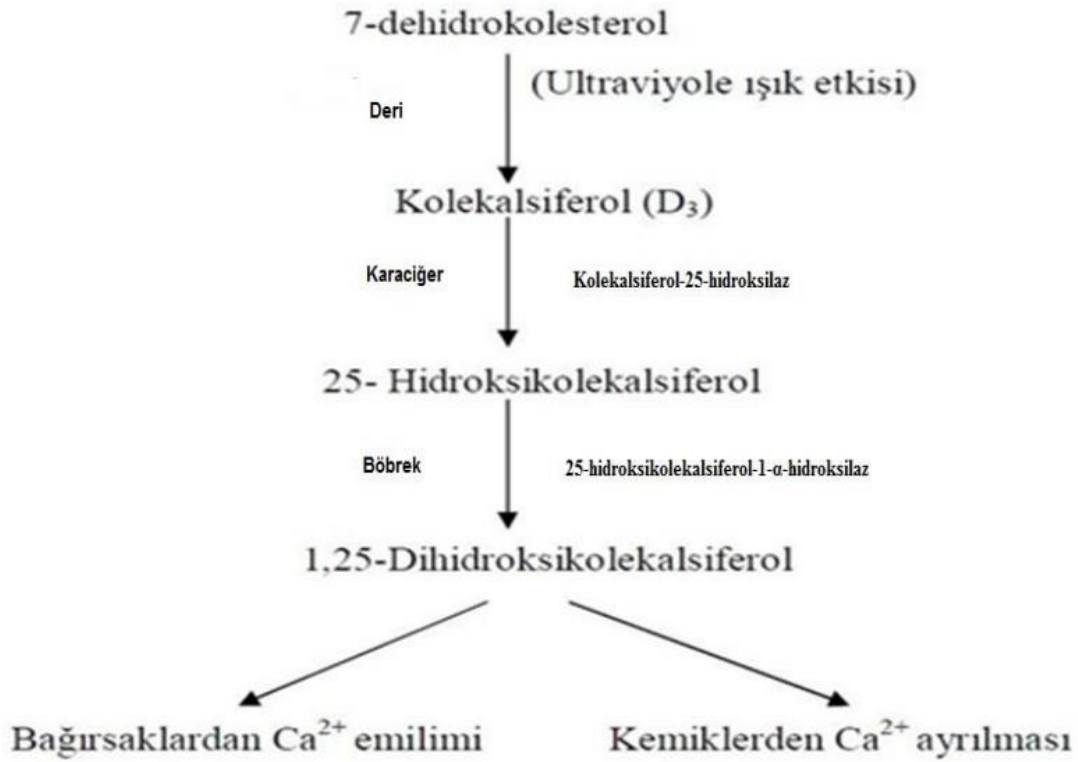 7-dehidrokolesterol
(Ultraviyole ışık etkisi)
Deri
Kolekalsiferol (D₃)
Karaciğer
Kolekalsiferol-25-hidroksilaz
25- Hidroksikolekalsiferol
Böbrek
25-hidroksikolekalsiferol-1-α-hidroksilaz
1,25-Dihidroksikolekalsiferol
Bağırsaklardan Ca²⁺ emilimi
Kemiklerden Ca²⁺ ayrılması